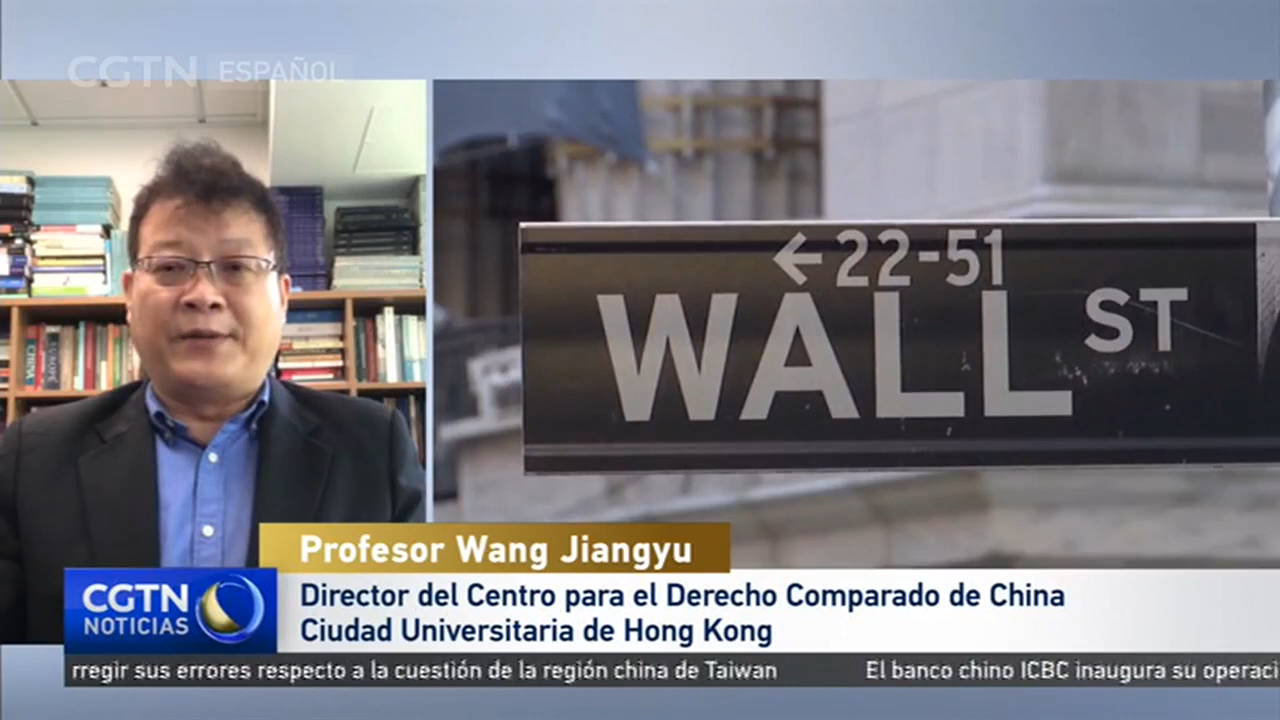 CGTN ESPAÑOL
←22-51
WALL ST
CHINA
Profesor Wang Jiangyu
CGTN
NOTICIAS
Director del Centro para el Derecho Comparado de China
Ciudad Universitaria de Hong Kong
rregir sus errores respecto a la cuestión de la región china de Taiwan
El banco chino ICBC inaugura su operaci